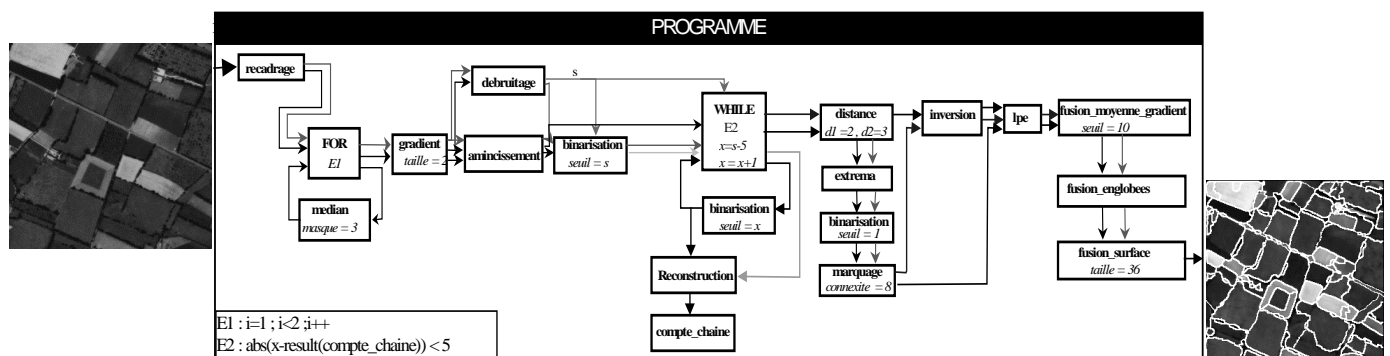 PROGRAMME
recadrage
FOR
E1
median
masque = 3
gradient
taille = 2
debruitage
s
amincissement
binarisation
seuil = s
WHILE
E2
x=s-5
x = x+1
binarisation
seuil = x
Reconstruction
compte_chaine
distance
d1 =2 , d2=3
extrema
binarisation
seuil = 1
marquage
connexite = 8
inversion
lpe
fusion_moyenne_gradient
seuil = 10
fusion_englobees
fusion_surface
taille = 36
E1 : i=1 ; i<2 ;i++
E2 : abs(x-result(compte_chaine)) < 5